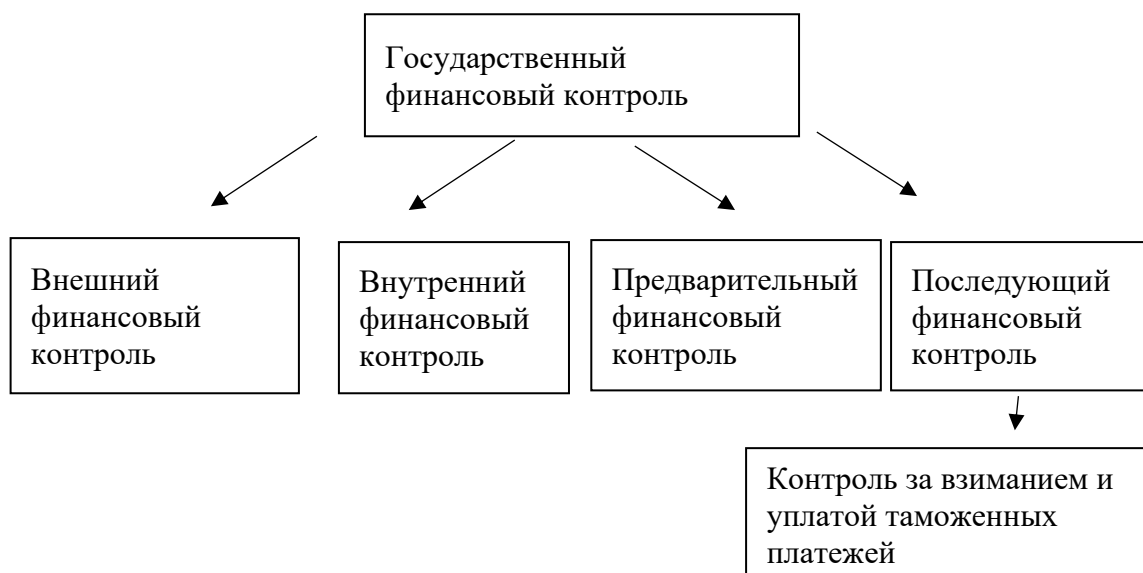 Государственный
финансовый контроль
Внешний
финансовый
контроль
Внутренний
финансовый
контроль
Предварительный
финансовый
контроль
Последующий
финансовый
контроль
Контроль за взиманием и
уплатой таможенных
платежей